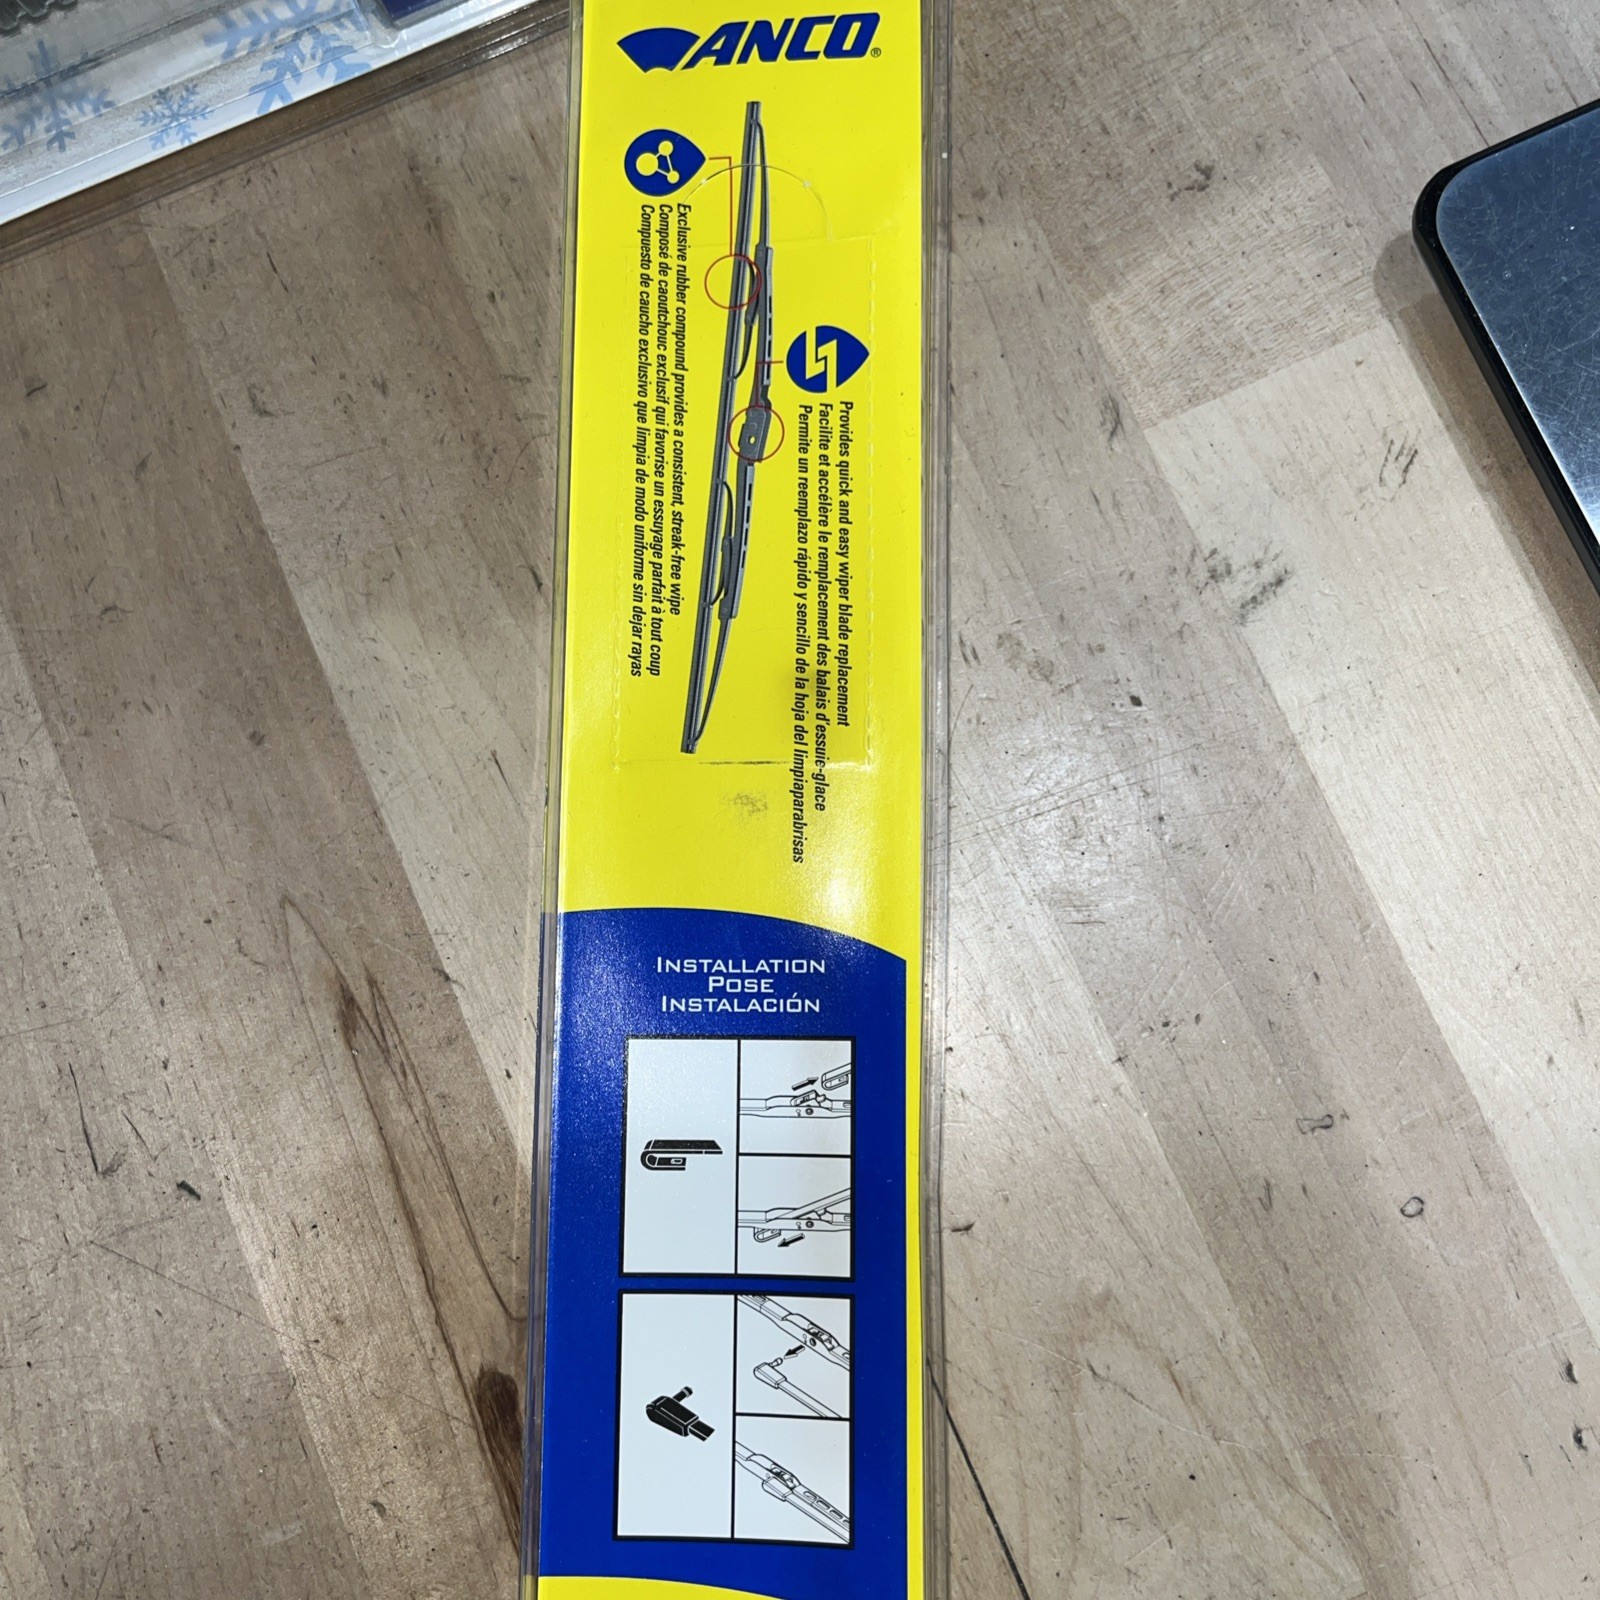 ANCO®
Exclusive rubber compound provides a consistent, streak-free wipe
Composé de caoutchouc exclusif qui favorise un essuyage parfait à tout coup
Compuesto de caucho exclusivo que limpia de modo uniforme sin dejar rayas
Provides quick and easy wiper blade replacement
Facilite et accélère le remplacement des balais d'essuie-glace
Permite un reemplazo rápido y sencillo de la hoja del limpiaparabrisas
INSTALLATION
POSE
INSTALACIÓN